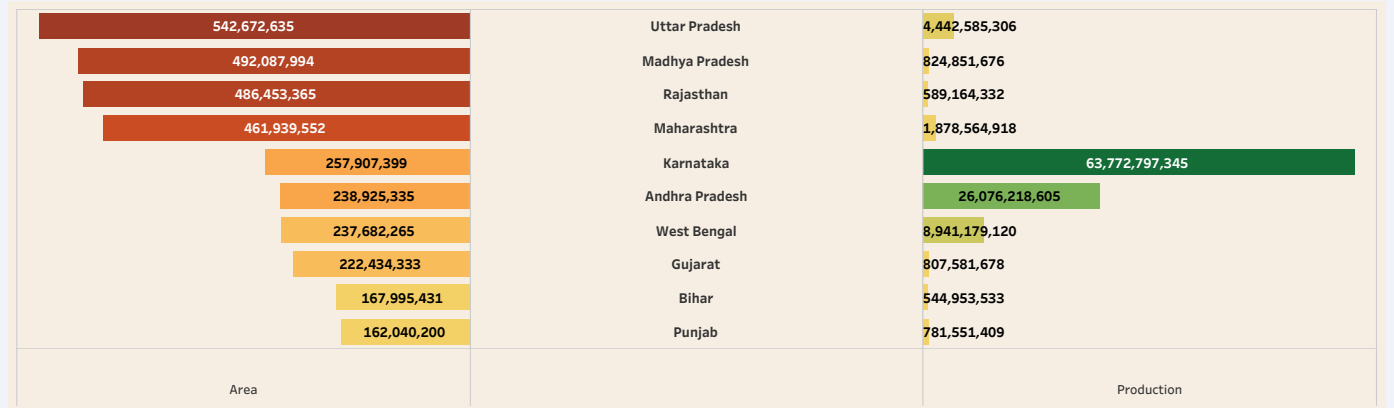 542,672,635 Uttar Pradesh 4,442,585,306
492,087,994 Madhya Pradesh 824,851,676
486,453,365 Rajasthan 589,164,332
461,939,552 Maharashtra 1,878,564,918
257,907,399 Karnataka 63,772,797,345
238,925,335 Andhra Pradesh 26,076,218,605
237,682,265 West Bengal 8,941,179,120
222,434,333 Gujarat 807,581,678
167,995,431 Bihar 544,953,533
162,040,200 Punjab 781,551,409
Area Production